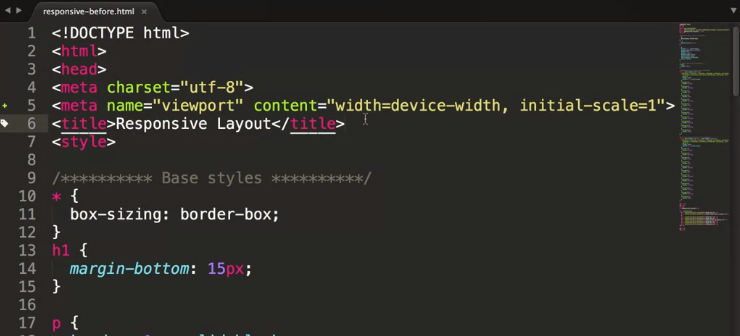 responsive-before.html ×
1 <!DOCTYPE html>
2 <html>
3 <head>
4 <meta charset="utf-8">
5 <meta name="viewport" content="width=device-width, initial-scale=1">
6 <title>Responsive Layout</title>
7 <style>
8
9 /********** Base styles **********/
10 * {
11 box-sizing: border-box;
12 }
13 h1 {
14 margin-bottom: 15px;
15 }
16
17 p {